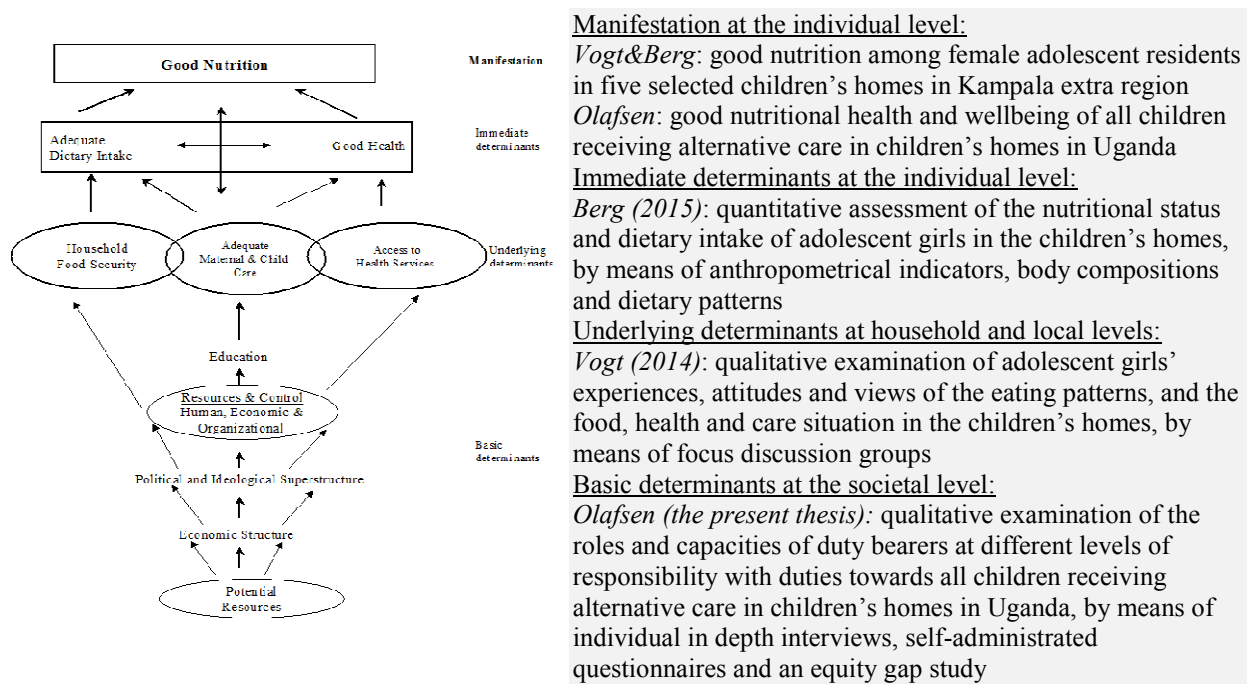 Good Nutrition
Manifestation
Adequate
Dietary Intake
Good Health
Immediate
determinants
Household
Food Security
Adequate
Maternal & Child
Care
Access to
Health Services
Underlying
determinants
Education
Resources & Control
Human, Economic &
Organizational
Basic
determinants
Political and Ideological Superstructure
Economic Structure
Potential
Resources
Manifestation at the individual level:
Vogt&Berg: good nutrition among female adolescent residents
in five selected children’s homes in Kampala extra region
Olafsen: good nutritional health and wellbeing of all children
receiving alternative care in children’s homes in Uganda
Immediate determinants at the individual level:
Berg (2015): quantitative assessment of the nutritional status
and dietary intake of adolescent girls in the children’s homes,
by means of anthropometrical indicators, body compositions
and dietary patterns
Underlying determinants at household and local levels:
Vogt (2014): qualitative examination of adolescent girls’
experiences, attitudes and views of the eating patterns, and the
food, health and care situation in the children’s homes, by
means of focus discussion groups
Basic determinants at the societal level:
Olafsen (the present thesis): qualitative examination of the
roles and capacities of duty bearers at different levels of
responsibility with duties towards all children receiving
alternative care in children’s homes in Uganda, by means of
individual in depth interviews, self-administrated
questionnaires and an equity gap study